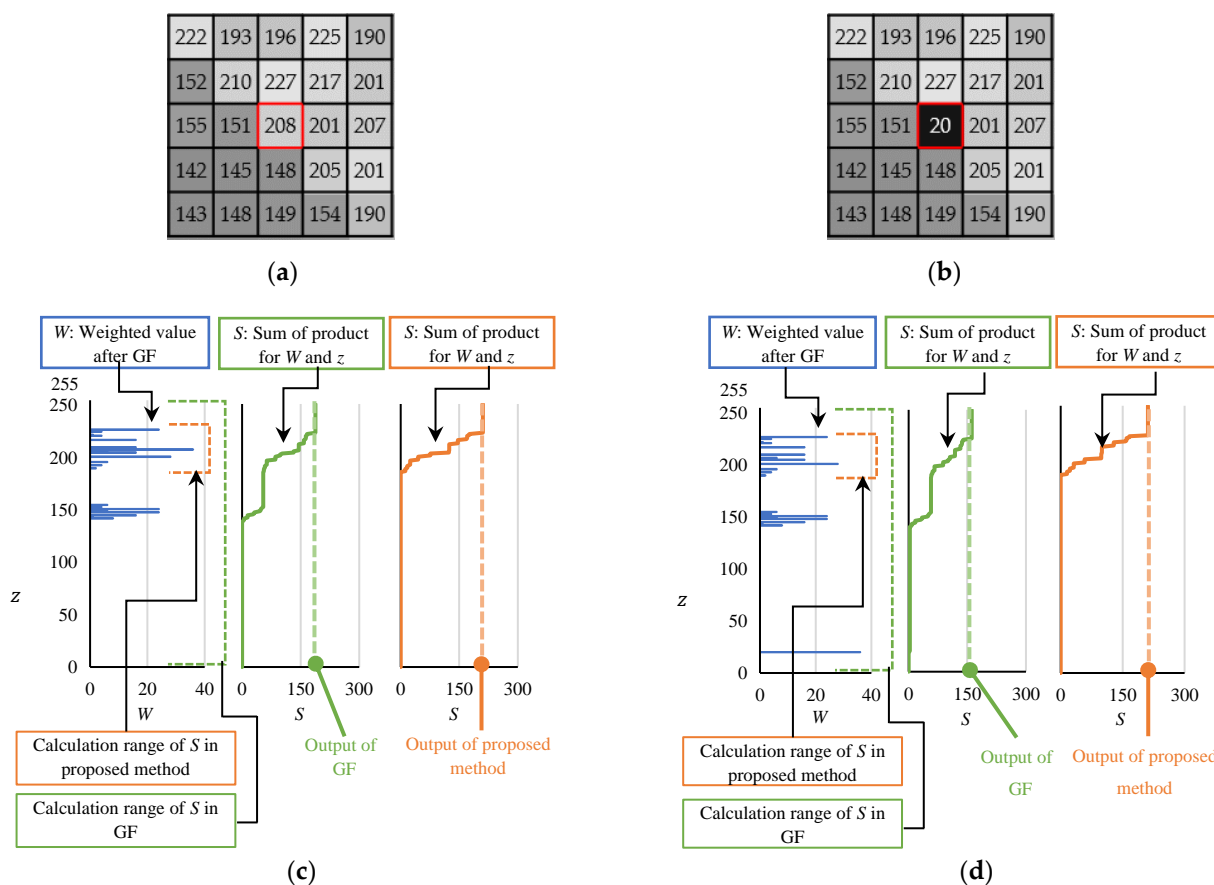 222 193 196 225 190
152 210 227 217 201
155 151 208 201 207
142 145 148 205 201
143 148 149 154 190
(a)
222 193 196 225 190
152 210 227 217 201
155 151 20 201 207
142 145 148 205 201
143 148 149 154 190
(b)
W: Weighted value
after GF
S: Sum of product
for W and z
S: Sum of product
for W and z
255
250
200
150
100
50
0
z
0 20 40
W
0 150 300
S
0 150 300
S
Calculation range of S in
proposed method
Calculation range of S in
GF
Output of
GF
Output of proposed
method
(c)
W: Weighted value
after GF
S: Sum of product
for W and z
S: Sum of product
for W and z
255
250
200
150
100
50
0
z
0 20 40
W
0 150 300
S
0 150 300
S
Calculation range of S in
proposed method
Calculation range of S in
GF
Output of
GF
Output of proposed
method
(d)